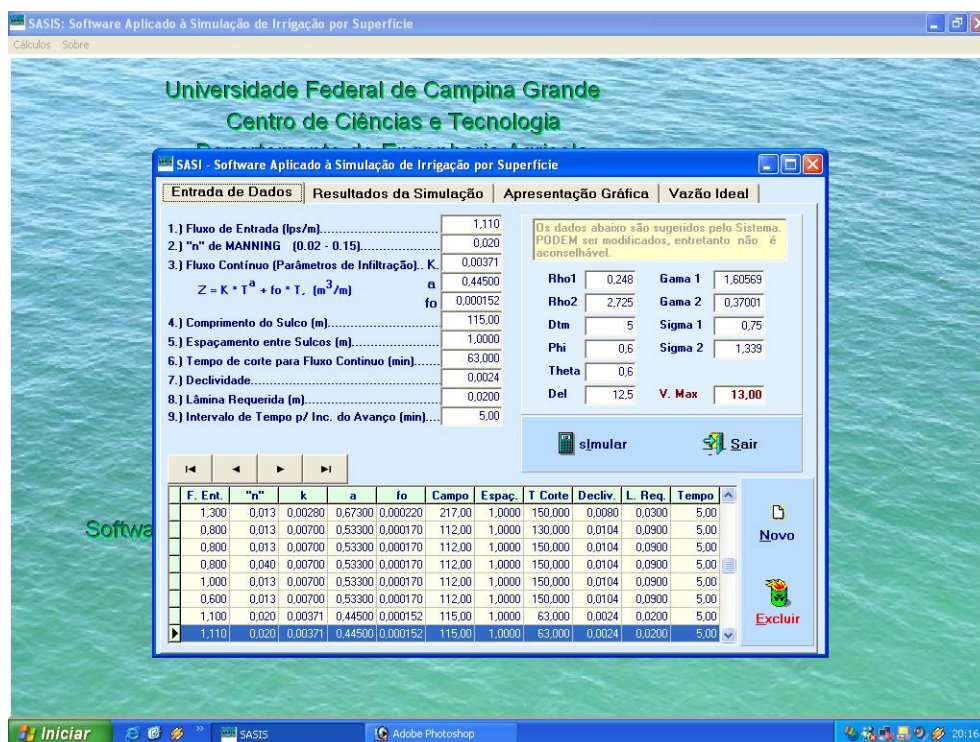 SASIS: Software Aplicado à Simulação de Irrigação por Superfície
Cálculos Sobre
Universidade Federal de Campina Grande
Centro de Ciências e Tecnologia
Departamento de Engenharia Agrícola
SASI - Software Aplicado à Simulação de Irrigação por Superfície
Entrada de Dados Resultados da Simulação Apresentação Gráfica Vazão Ideal
1.) Fluxo de Entrada (lps/m)........ 1,110
2.) "n" de MANNING (0.02 - 0.15)........ 0,020
3.) Fluxo Contínuo (Parâmetros de Infiltração).. K. 0,00371
a 0,44500
Z = K * T^a + fo * T, (m^3/m)
fo 0,000152
4.) Comprimento do Sulco (m)........ 115,00
5.) Espaçamento entre Sulcos (m)........ 1,0000
6.) Tempo de corte para Fluxo Continuo (min)....... 63,000
7.) Declividade........ 0,0024
8.) Lâmina Requerida (m)........ 0,0200
9.) Intervalo de Tempo p/ Inc. do Avanço (min).... 5,00
Os dados abaixo são sugeridos pelo Sistema.
PODEM ser modificados, entretanto não é
aconselhável.
Rho1 0,248 Gama 1 1,60569
Rho2 2,725 Gama 2 0,37001
Dtm 5 Sigma 1 0,75
Phi 0,6 Sigma 2 1,339
Theta 0,6
Del 12,5 V. Max 13,00
sImular Sair
F. Ent. "n" k a fo Campo Espaç. T Corte Decliv. L. Req. Tempo
1,300 0,013 0,00280 0,67300 0,000220 217,00 1,0000 150,000 0,0080 0,0300 5,00
0,800 0,013 0,00700 0,53300 0,000170 112,00 1,0000 130,000 0,0104 0,0900 5,00
0,800 0,013 0,00700 0,53300 0,000170 112,00 1,0000 150,000 0,0104 0,0900 5,00
0,800 0,040 0,00700 0,53300 0,000170 112,00 1,0000 150,000 0,0104 0,0900 5,00
1,000 0,013 0,00700 0,53300 0,000170 112,00 1,0000 150,000 0,0104 0,0900 5,00
0,600 0,013 0,00700 0,53300 0,000170 112,00 1,0000 150,000 0,0104 0,0900 5,00
1,100 0,020 0,00371 0,44500 0,000152 115,00 1,0000 63,000 0,0024 0,0200 5,00
1,110 0,020 0,00371 0,44500 0,000152 115,00 1,0000 63,000 0,0024 0,0200 5,00
Novo
Excluir
Softwa
Iniciar SASIS Adobe Photoshop 20:16